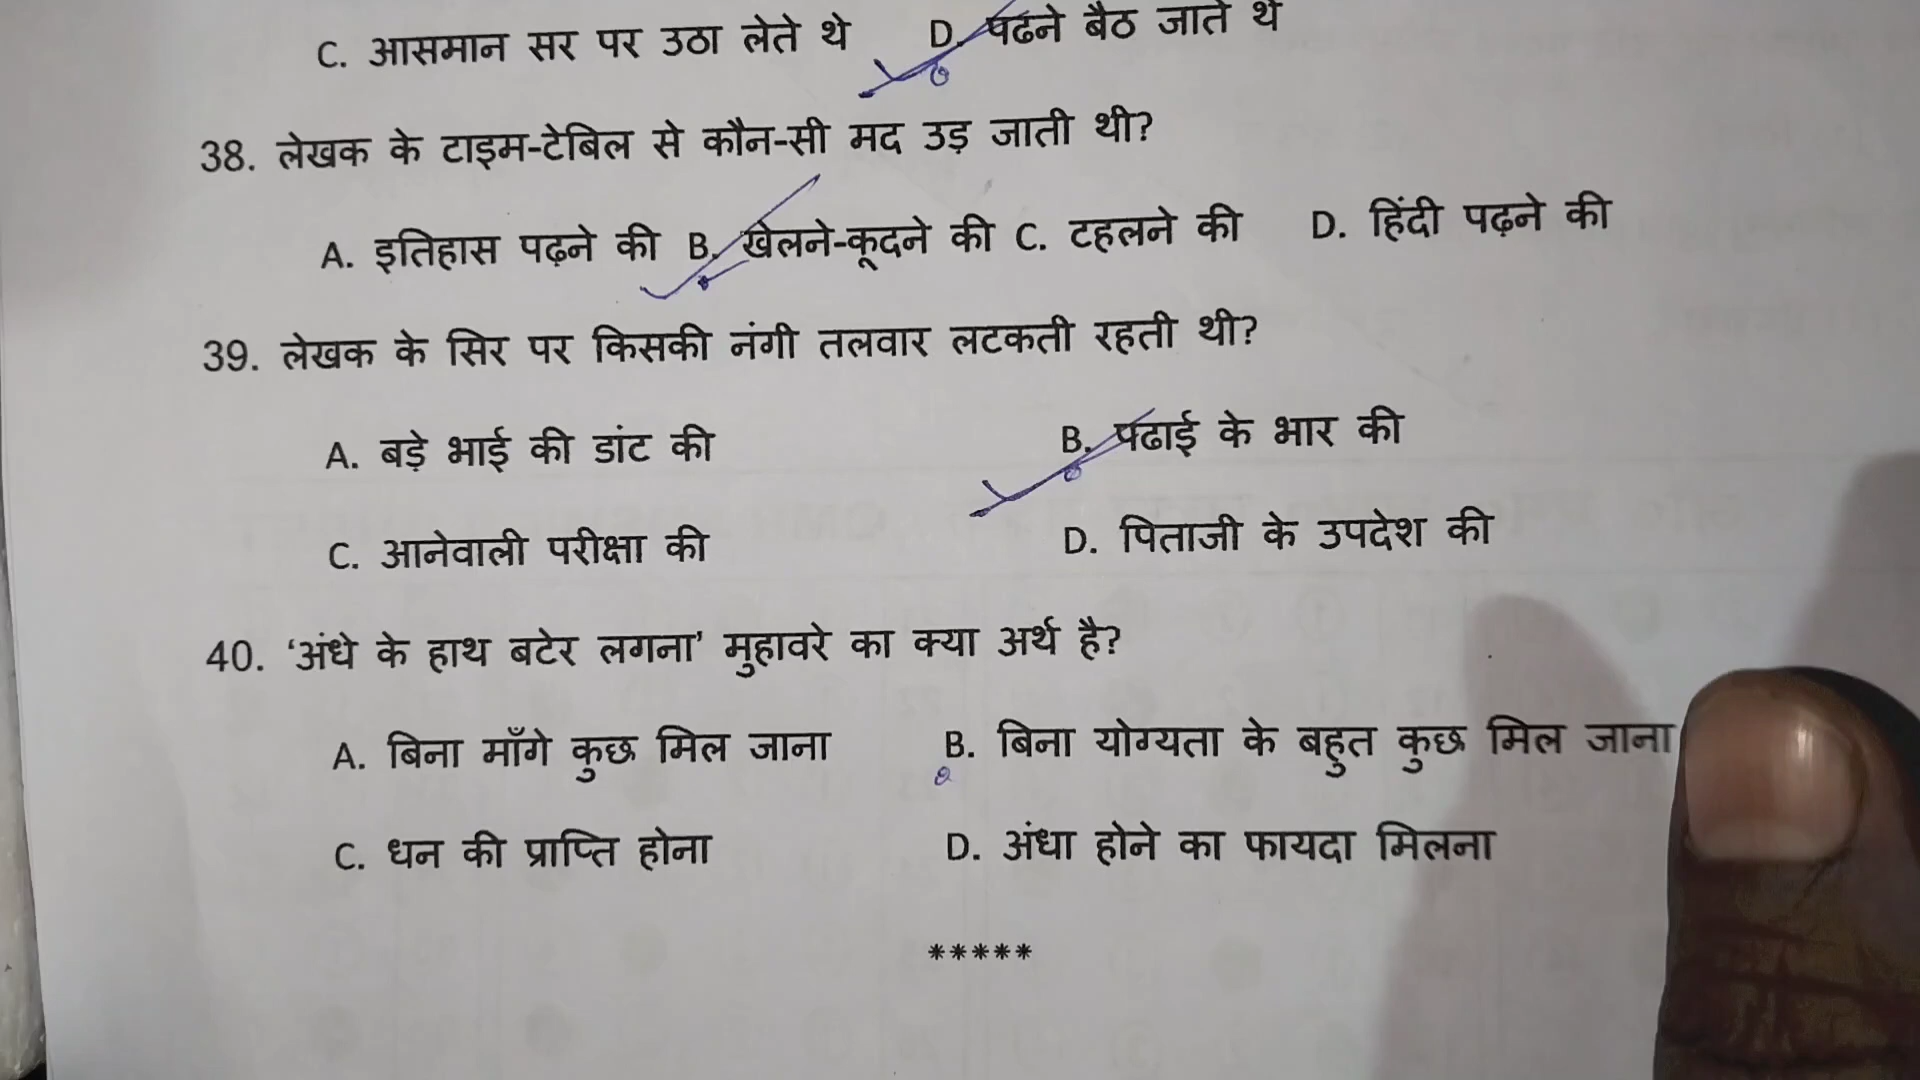 C. आसमान सर पर उठा लेते थे D. पढने बैठ जाते थे
38. लेखक के टाइम-टेबिल से कौन-सी मद उड़ जाती थी?
A. इतिहास पढ़ने की B. खेलने-कूदने की C. टहलने की D. हिंदी पढ़ने की
39. लेखक के सिर पर किसकी नंगी तलवार लटकती रहती थी?
A. बड़े भाई की डांट की B. पढाई के भार की
C. आनेवाली परीक्षा की D. पिताजी के उपदेश की
40. ‘अंधे के हाथ बटेर लगना’ मुहावरे का क्या अर्थ है?
A. बिना माँगे कुछ मिल जाना B. बिना योग्यता के बहुत कुछ मिल जाना
C. धन की प्राप्ति होना D. अंधा होने का फायदा मिलना
*****